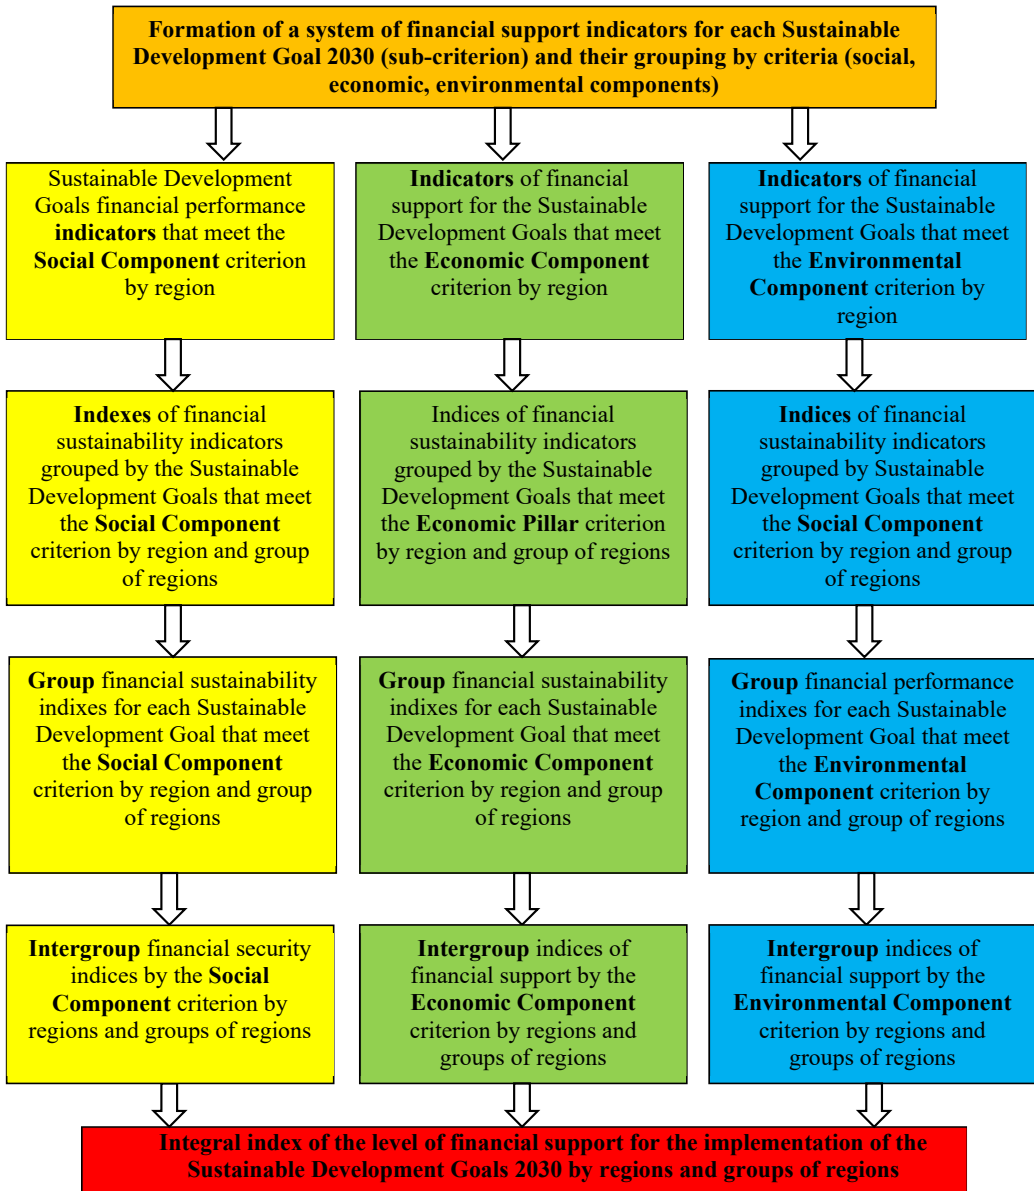 Formation of a system of financial support indicators for each Sustainable
Development Goal 2030 (sub-criterion) and their grouping by criteria (social,
economic, environmental components)
Sustainable Development
Goals financial performance
indicators that meet the
Social Component criterion
by region
Indicators of financial
support for the Sustainable
Development Goals that meet
the Economic Component
criterion by region
Indicators of financial
support for the Sustainable
Development Goals that meet
the Environmental
Component criterion by
region
Indexes of financial
sustainability indicators
grouped by the Sustainable
Development Goals that meet
the Social Component
criterion by region and group
of regions
Indices of financial
sustainability indicators
grouped by the Sustainable
Development Goals that meet
the Economic Pillar criterion
by region and group of regions
Indices of financial
sustainability indicators
grouped by Sustainable
Development Goals that meet
the Social Component
criterion by region and group
of regions
Group financial sustainability
indixes for each Sustainable
Development Goal that meet
the Social Component
criterion by region and group
of regions
Group financial sustainability
indixes for each Sustainable
Development Goal that meet
the Economic Component
criterion by region and group
of regions
Group financial performance
indixes for each Sustainable
Development Goal that meet
the Environmental
Component criterion by
region and group of regions
Intergroup financial security
indices by the Social
Component criterion by
regions and groups of regions
Intergroup indices of
financial support by the
Economic Component
criterion by regions and
groups of regions
Intergroup indices of
financial support by the
Environmental Component
criterion by regions and
groups of regions
Integral index of the level of financial support for the implementation of the
Sustainable Development Goals 2030 by regions and groups of regions